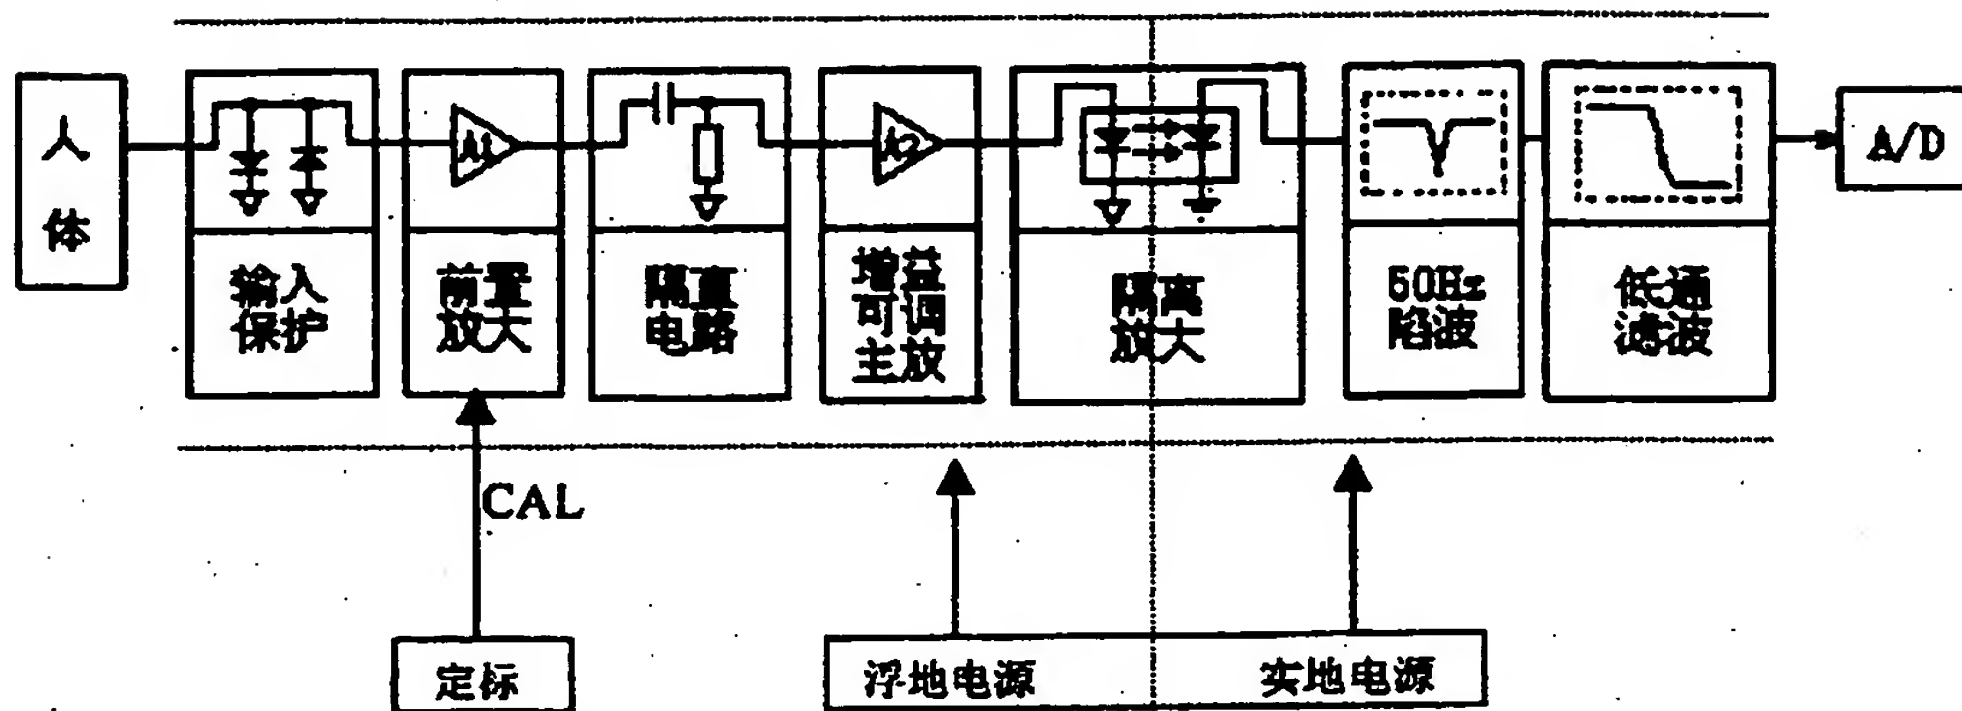 人
体
A1
A2
A/D
输入
保护
前置
放大
隔直
电路
增益
可调
主放
隔离
放大
50Hz
陷波
低通
滤波
CAL
定标
浮地电源
实地电源